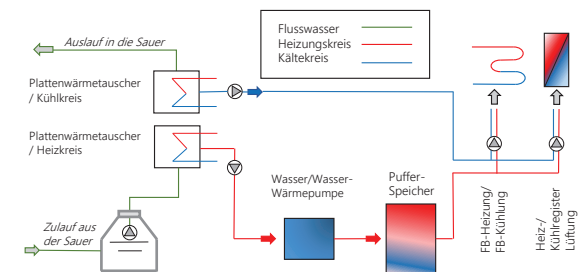 Auslauf in die Sauer
Flusswasser
Heizungskreis
Kältekreis
Plattenwärmetauscher
/ Kühlkreis
Plattenwärmetauscher
/ Heizkreis
Wasser/Wasser-
Wärmepumpe
Puffer-
Speicher
Zulauf aus
der Sauer
FB-Heizung/
FB-Kühlung
Heiz-/
Kühlregister
Lüftung